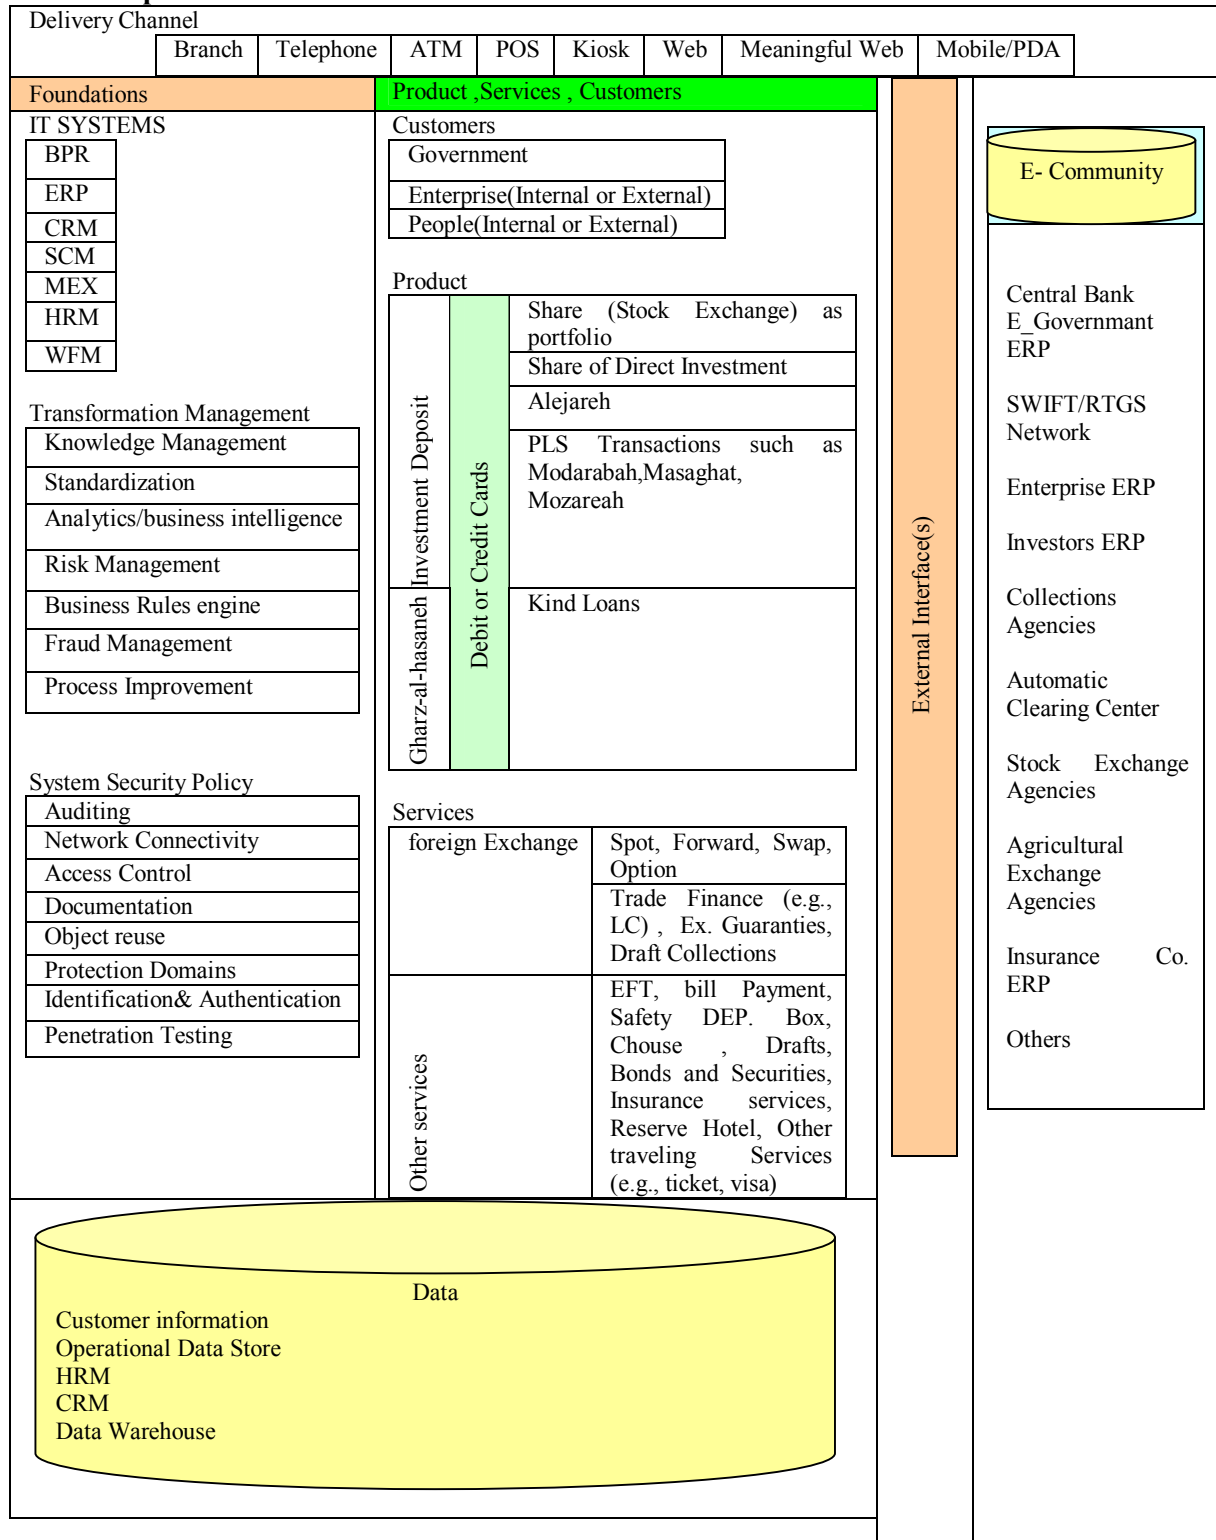 Delivery Channel
Branch Telephone ATM POS Kiosk Web Meaningful Web Mobile/PDA
Foundations
IT SYSTEMS
BPR
ERP
CRM
SCM
MEX
HRM
WFM
Transformation Management
Knowledge Management
Standardization
Analytics/business intelligence
Risk Management
Business Rules engine
Fraud Management
Process Improvement
System Security Policy
Auditing
Network Connectivity
Access Control
Documentation
Object reuse
Protection Domains
Identification& Authentication
Penetration Testing
Product ,Services , Customers
Customers
Government
Enterprise(Internal or External)
People(Internal or External)
Product
Investment Deposit
Gharz-al-hasaneh
Debit or Credit Cards
Share (Stock Exchange) as
portfolio
Share of Direct Investment
Alejareh
PLS Transactions such as
Modarabah,Masaghat,
Mozareah
Kind Loans
Services
foreign Exchange
Spot, Forward, Swap,
Option
Trade Finance (e.g.,
LC) , Ex. Guaranties,
Draft Collections
Other services
EFT, bill Payment,
Safety DEP. Box,
Chouse , Drafts,
Bonds and Securities,
Insurance services,
Reserve Hotel, Other
traveling Services
(e.g., ticket, visa)
External Interface(s)
E- Community
Central Bank
E_Governmant
ERP
SWIFT/RTGS
Network
Enterprise ERP
Investors ERP
Collections
Agencies
Automatic
Clearing Center
Stock Exchange
Agencies
Agricultural
Exchange
Agencies
Insurance Co.
ERP
Others
Data
Customer information
Operational Data Store
HRM
CRM
Data Warehouse